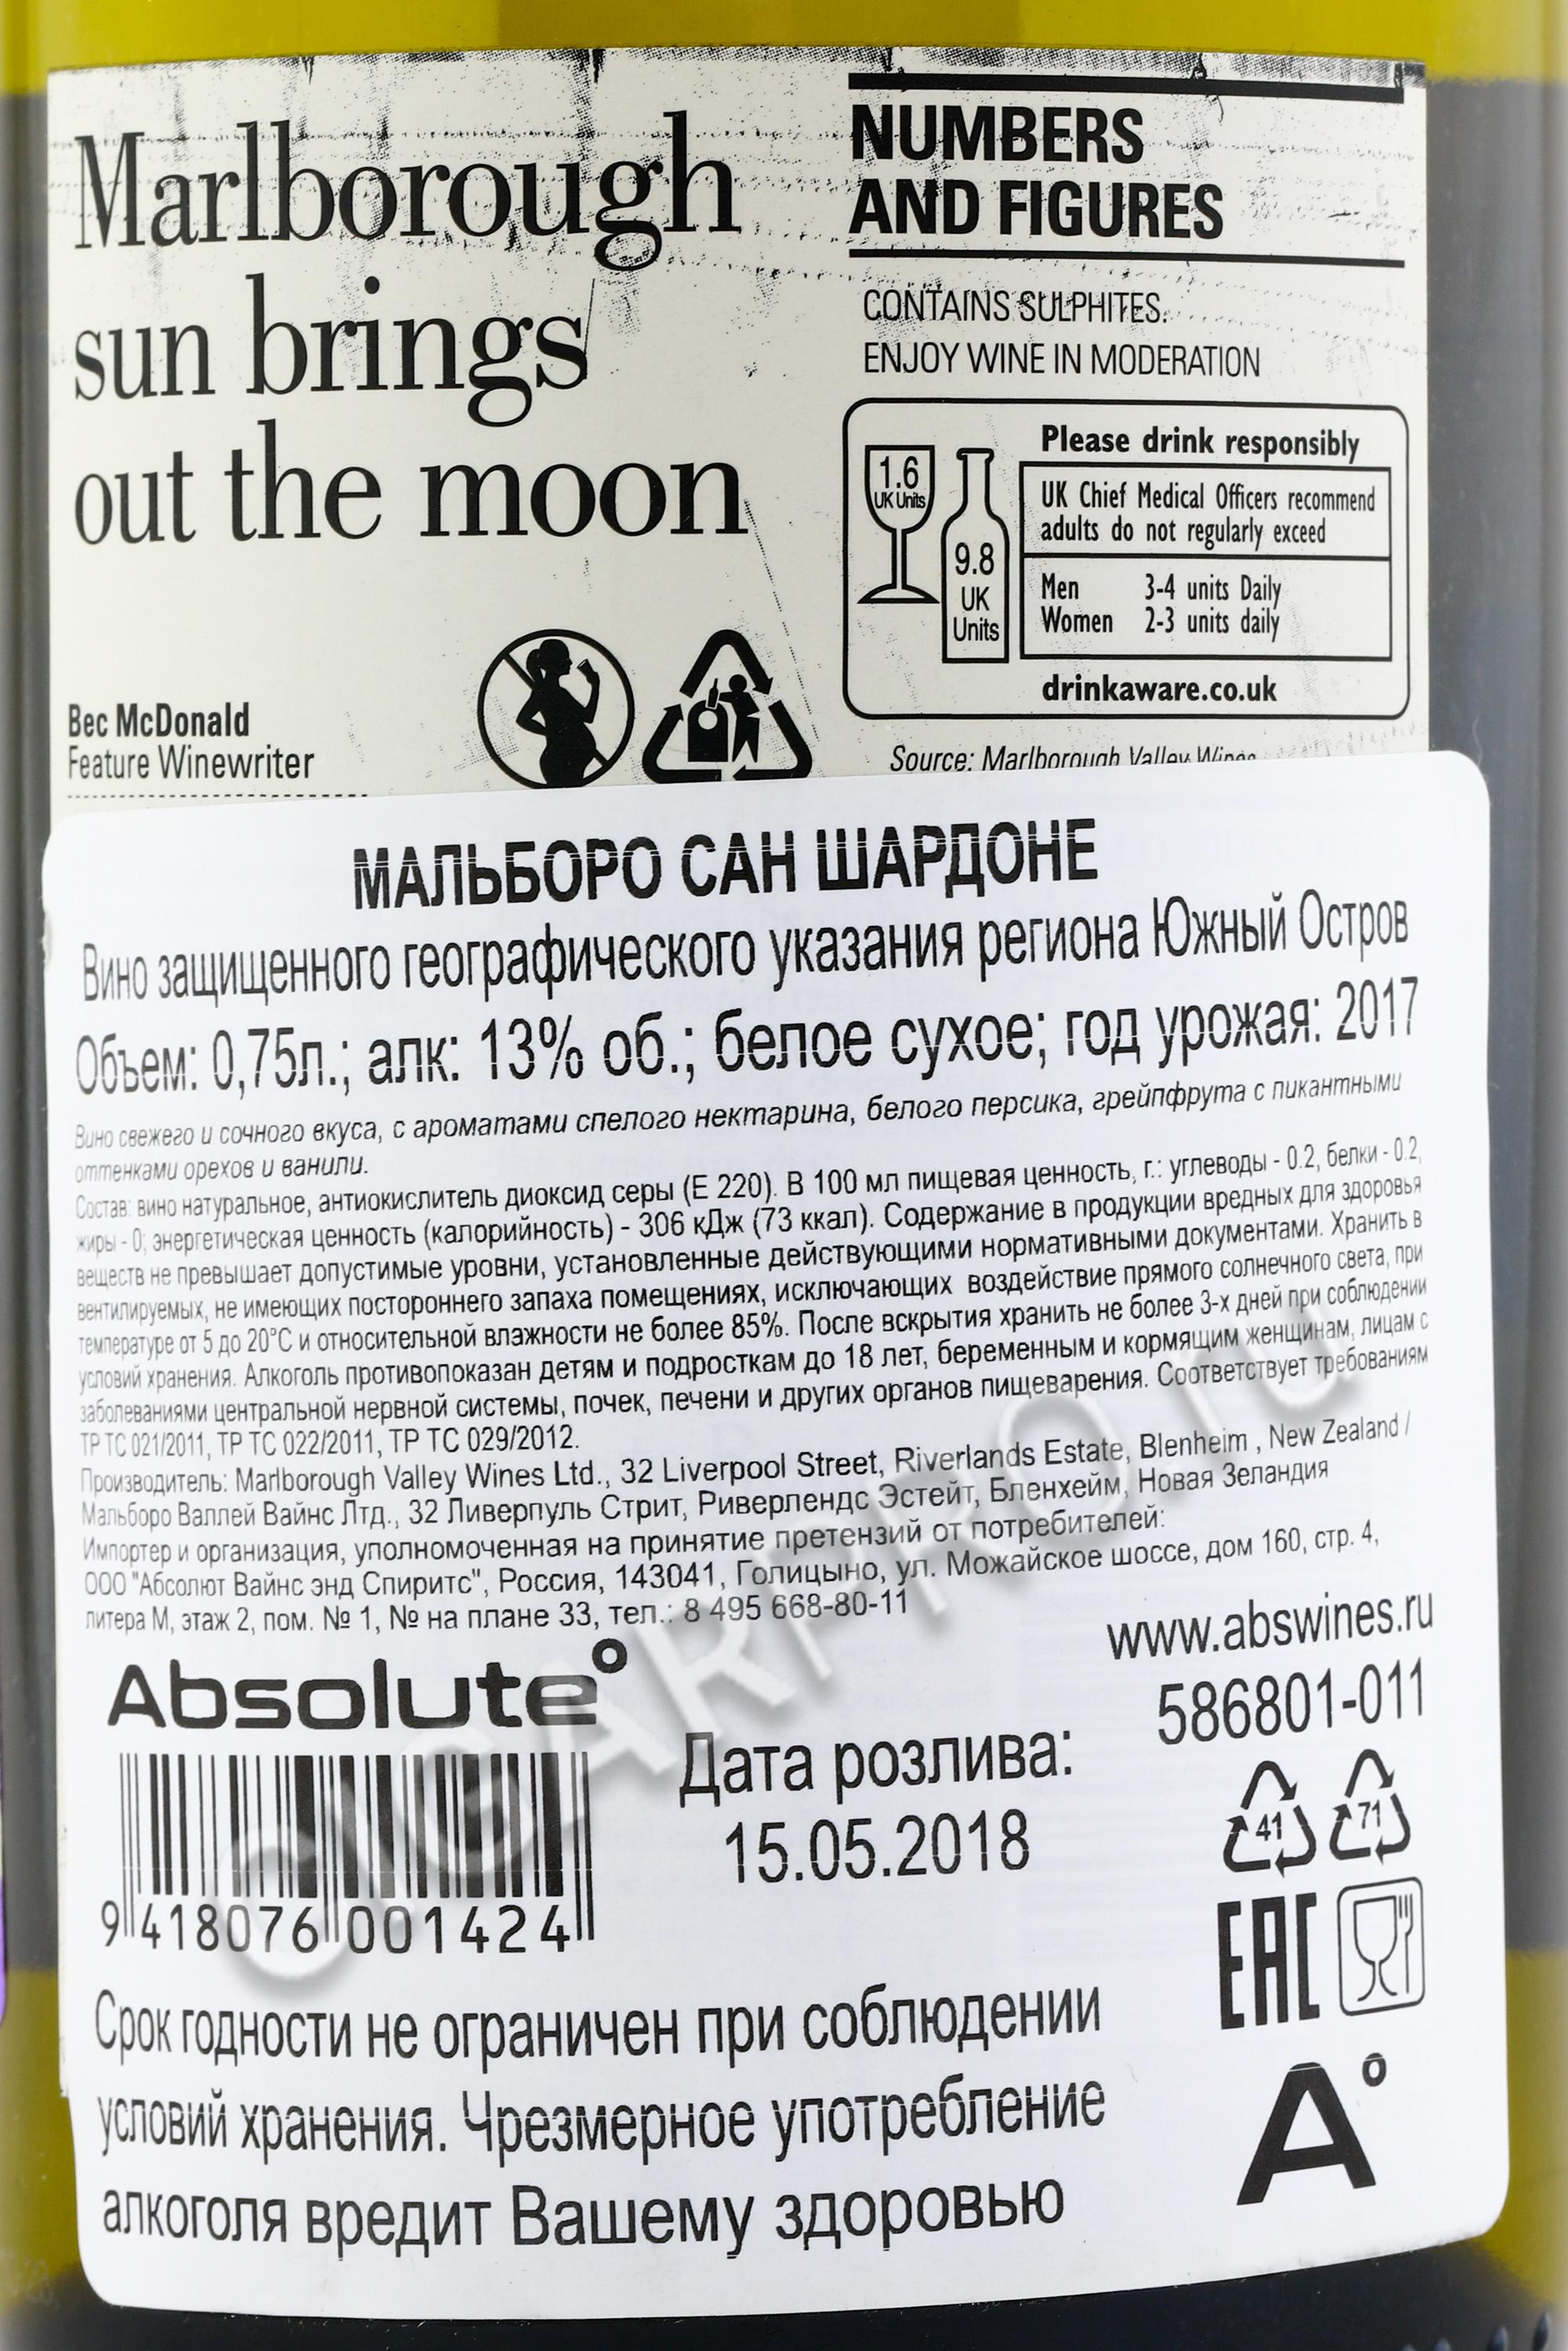 Marlborough
sun brings
out the moon
Bec McDonald
Feature Winewriter
NUMBERS
AND FIGURES
CONTAINS SULPHITES.
ENJOY WINE IN MODERATION
1.6
UK Units
9.8
UK
Units
Please drink responsibly
UK Chief Medical Officers recommend
adults do not regularly exceed
Men 3-4 units Daily
Women 2-3 units daily
drinkaware.co.uk
Source: Marlborough Valley Wines
МАЛЬБОРО САН ШАРДОНЕ
Вино защищенного географического указания региона Южный Остров
Объем: 0,75л.; алк: 13% об.; белое сухое; год урожая: 2017
Вино свежего и сочного вкуса, с ароматами спелого нектарина, белого персика, грейпфрута с пикантными
оттенками орехов и ванили.
Состав: вино натуральное, антиокислитель диоксид серы (Е 220). В 100 мл пищевая ценность, г.: углеводы - 0.2, белки - 0.2,
жиры - 0; энергетическая ценность (калорийность) - 306 кДж (73 ккал). Содержание в продукции вредных для здоровья
веществ не превышает допустимые уровни, установленные действующими нормативными документами. Хранить в
вентилируемых, не имеющих постороннего запаха помещениях, исключающих воздействие прямого солнечного света, при
температуре от 5 до 20°С и относительной влажности не более 85%. После вскрытия хранить не более 3-х дней при соблюдении
условий хранения. Алкоголь противопоказан детям и подросткам до 18 лет, беременным и кормящим женщинам, лицам с
заболеваниями центральной нервной системы, почек, печени и других органов пищеварения. Соответствует требованиям
ТР ТС 021/2011, ТР ТС 022/2011, ТР ТС 029/2012.
Производитель: Marlborough Valley Wines Ltd., 32 Liverpool Street, Riverlands Estate, Blenheim , New Zealand /
Мальборо Валлей Вайнс Лтд., 32 Ливерпуль Стрит, Риверлендс Эстейт, Бленхейм, Новая Зеландия
Импортер и организация, уполномоченная на принятие претензий от потребителей:
ООО "Абсолют Вайнс энд Спиритс", Россия, 143041, Голицыно, ул. Можайское шоссе, дом 160, стр. 4,
литера М, этаж 2, пом. № 1, № на плане 33, тел.: 8 495 668-80-11
www.abswines.ru
586801-011
Absolute°
Дата розлива:
15.05.2018
41 71
9 418076 001424
EAC
Срок годности не ограничен при соблюдении
условий хранения. Чрезмерное употребление
алкоголя вредит Вашему здоровью
A°
CIGARPRO.ru